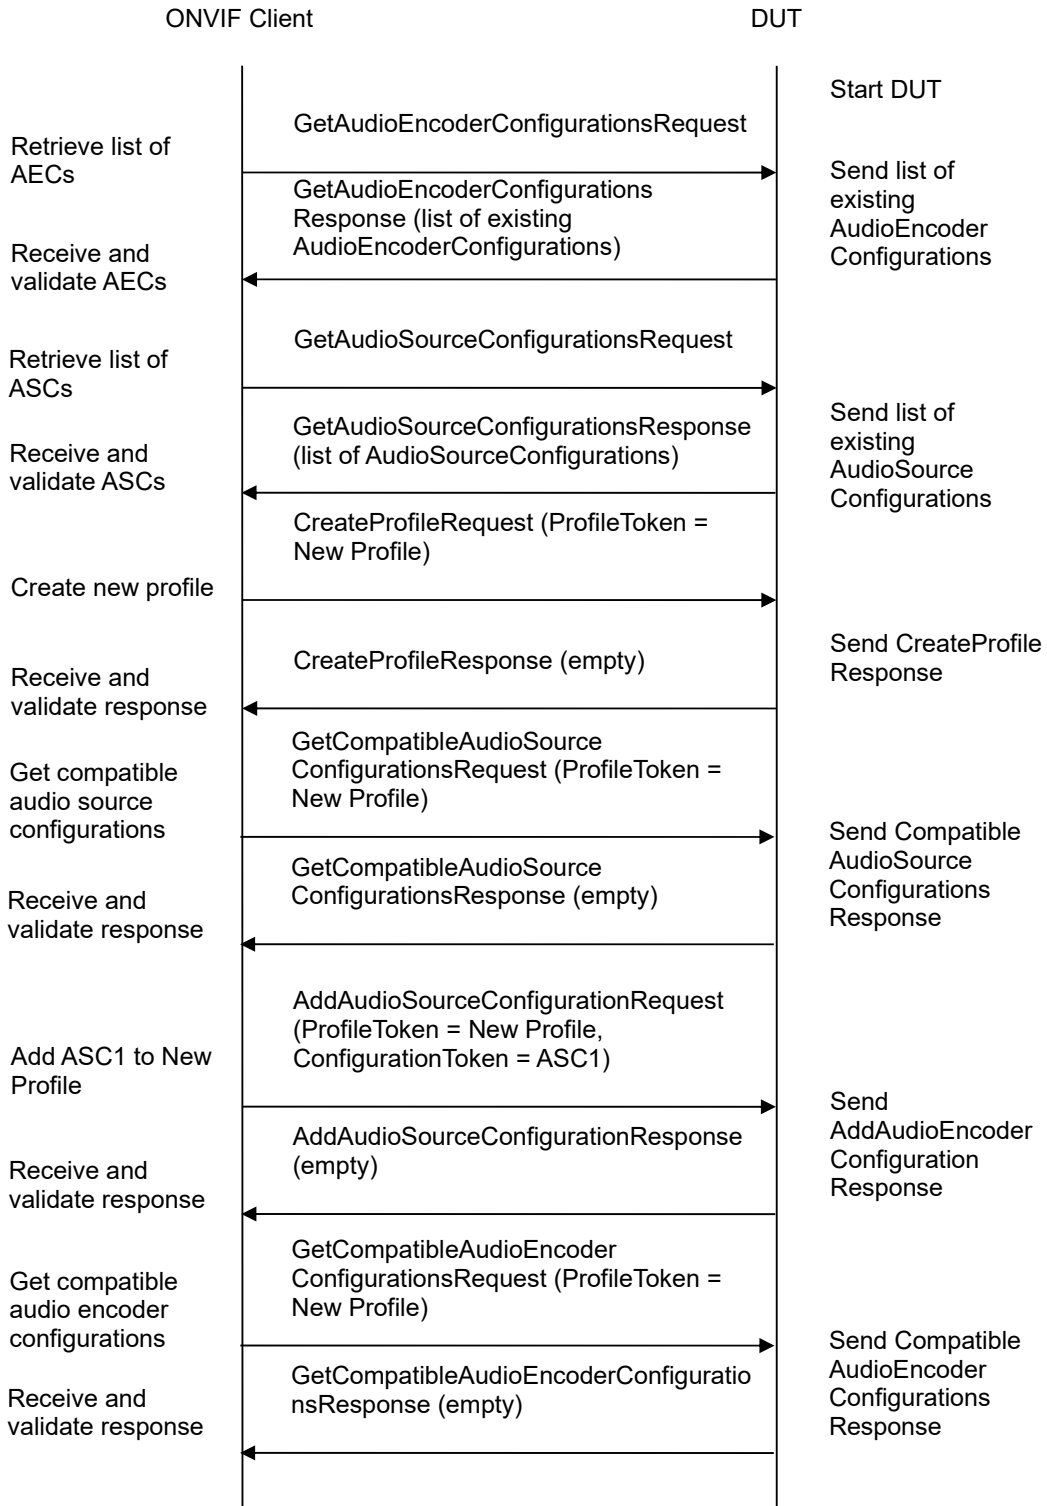 ONVIF Client
DUT
Start DUT
GetAudioEncoderConfigurationsRequest
Retrieve list of
AECs
Send list of
existing
AudioEncoder
Configurations
GetAudioEncoderConfigurations
Response (list of existing
AudioEncoderConfigurations)
Receive and
validate AECs
GetAudioSourceConfigurationsRequest
Retrieve list of
ASCs
Send list of
existing
AudioSource
Configurations
GetAudioSourceConfigurationsResponse
(list of AudioSourceConfigurations)
Receive and
validate ASCs
CreateProfileRequest (ProfileToken =
New Profile)
Create new profile
Send CreateProfile
Response
CreateProfileResponse (empty)
Receive and
validate response
GetCompatibleAudioSource
ConfigurationsRequest (ProfileToken =
New Profile)
Get compatible
audio source
configurations
Send Compatible
AudioSource
Configurations
Response
GetCompatibleAudioSource
ConfigurationsResponse (empty)
Receive and
validate response
AddAudioSourceConfigurationRequest
(ProfileToken = New Profile,
ConfigurationToken = ASC1)
Add ASC1 to New
Profile
Send
AddAudioEncoder
Configuration
Response
AddAudioSourceConfigurationResponse
(empty)
Receive and
validate response
GetCompatibleAudioEncoder
ConfigurationsRequest (ProfileToken =
New Profile)
Get compatible
audio encoder
configurations
Send Compatible
AudioEncoder
Configurations
Response
GetCompatibleAudioEncoderConfiguratio
nsResponse (empty)
Receive and
validate response